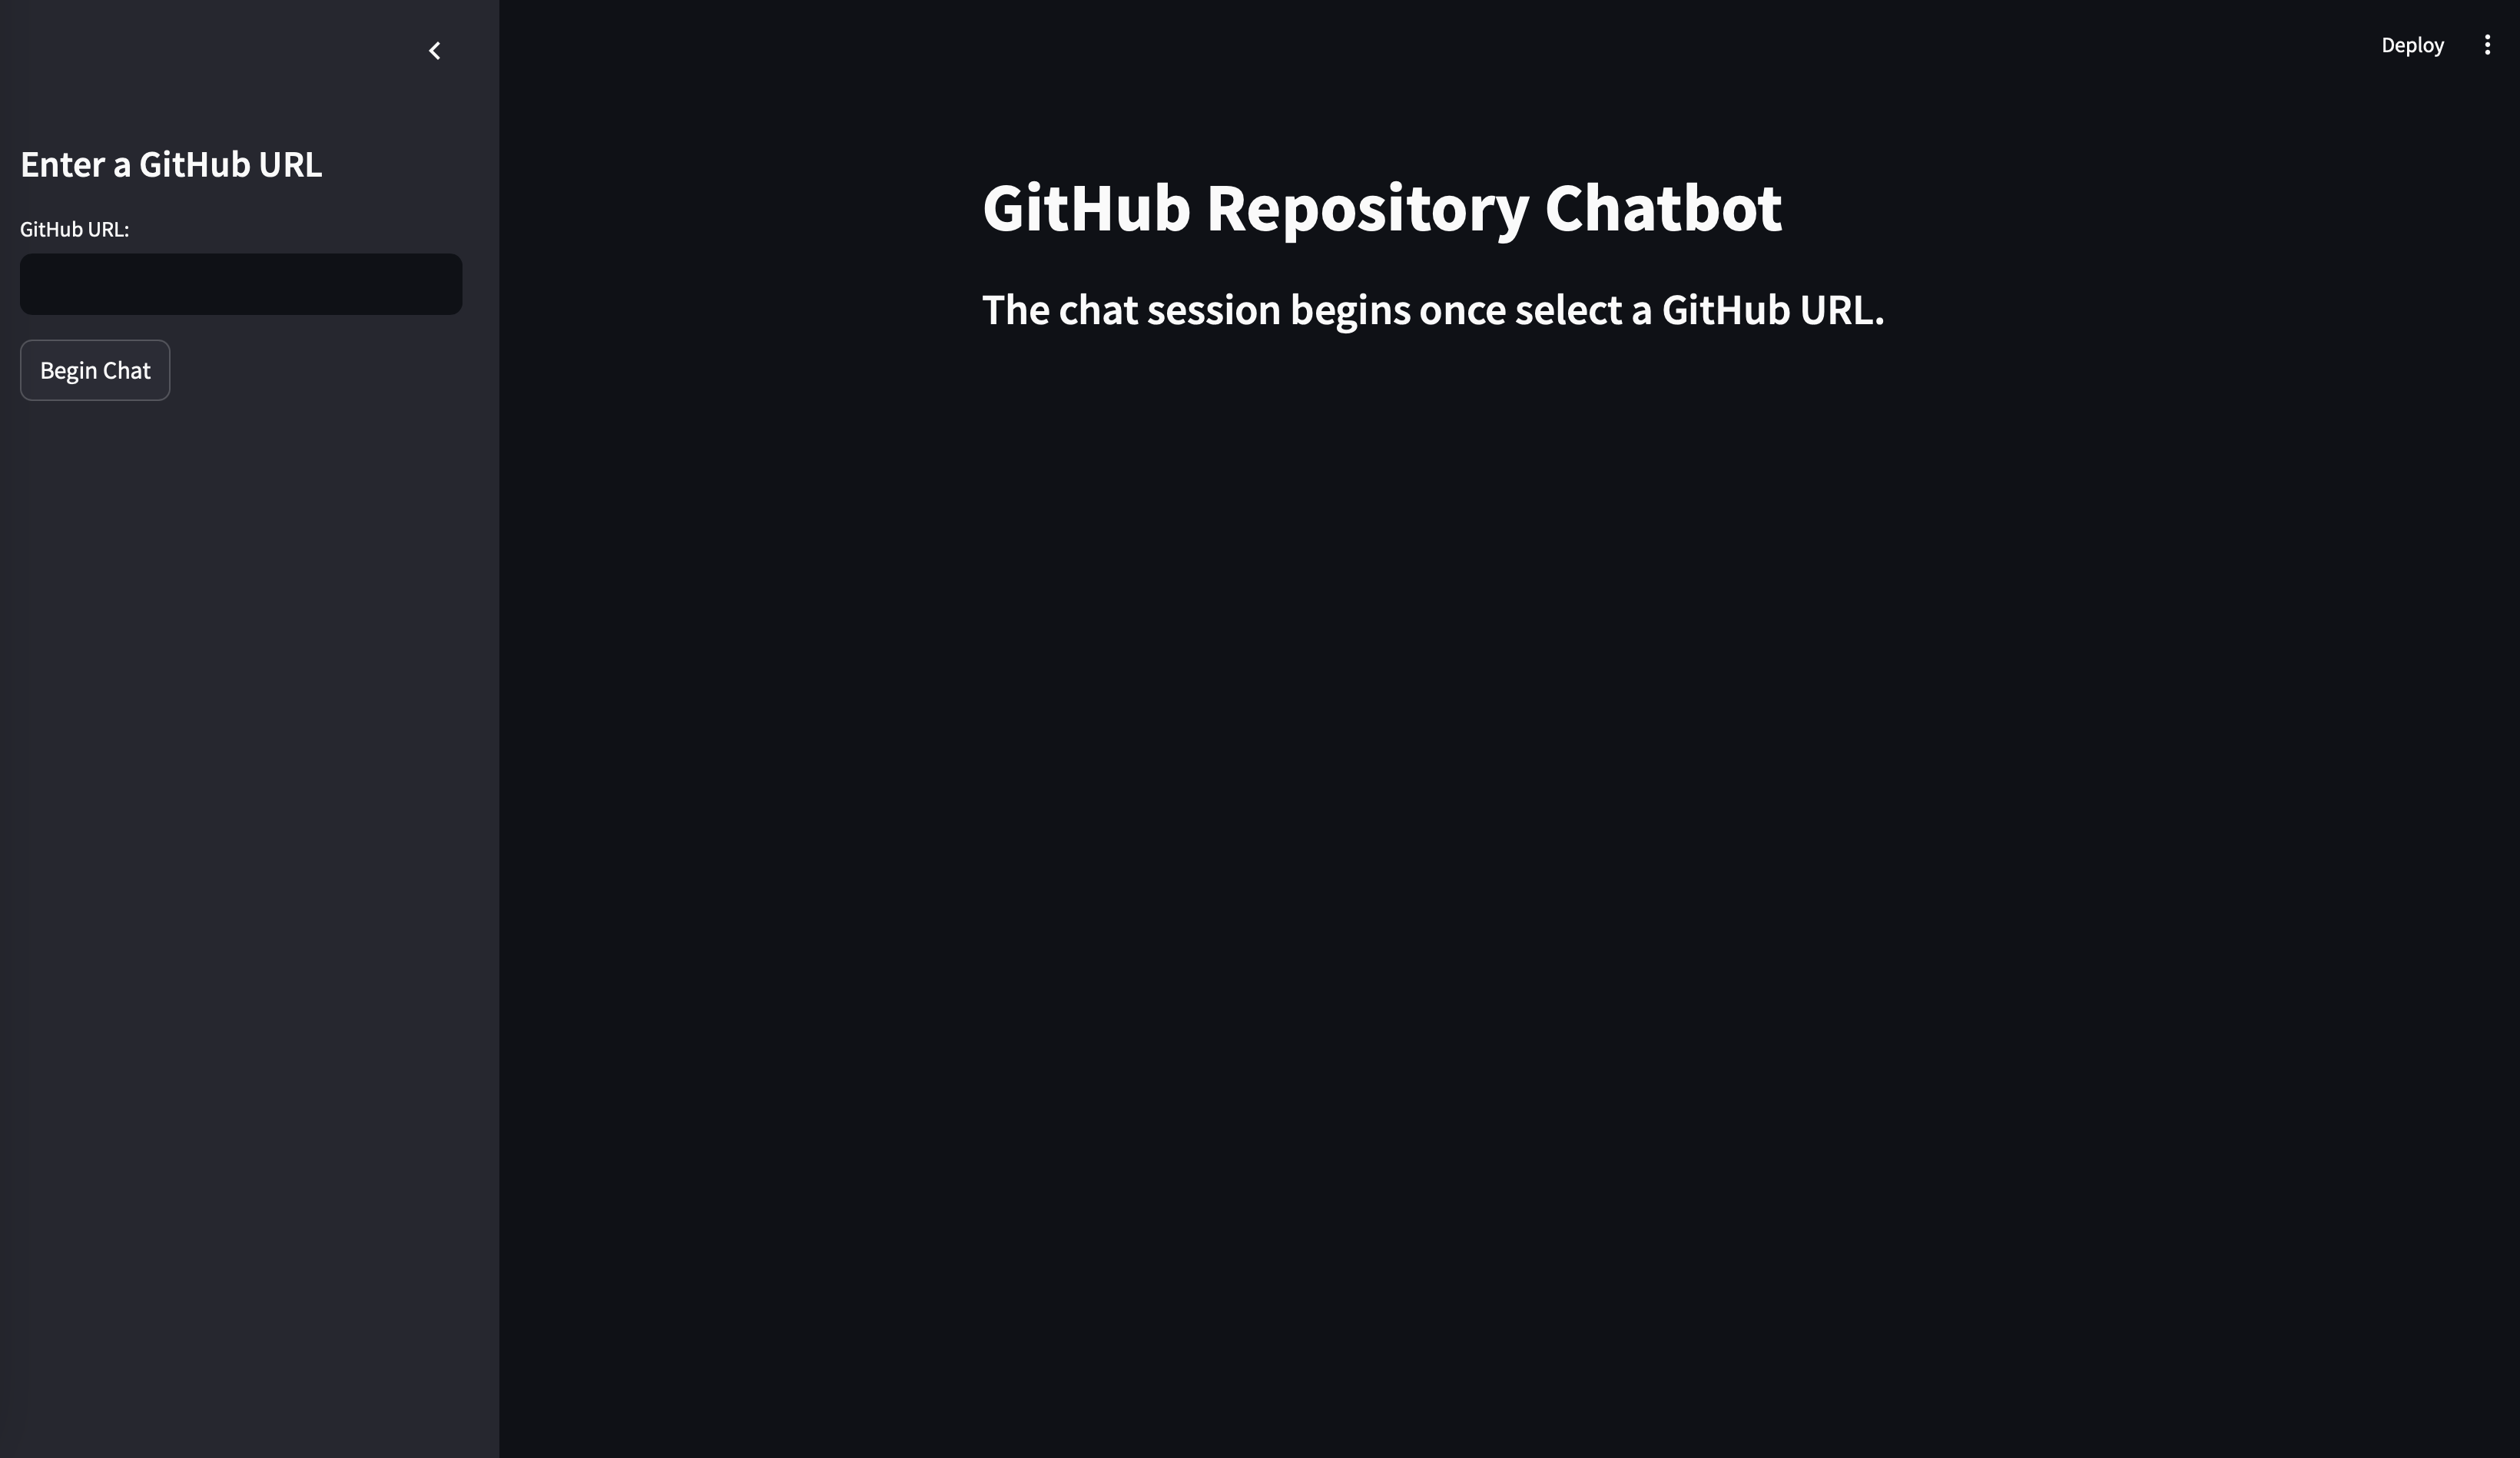 Deploy
Enter a GitHub URL
GitHub URL:
Begin Chat
GitHub Repository Chatbot
The chat session begins once select a GitHub URL.